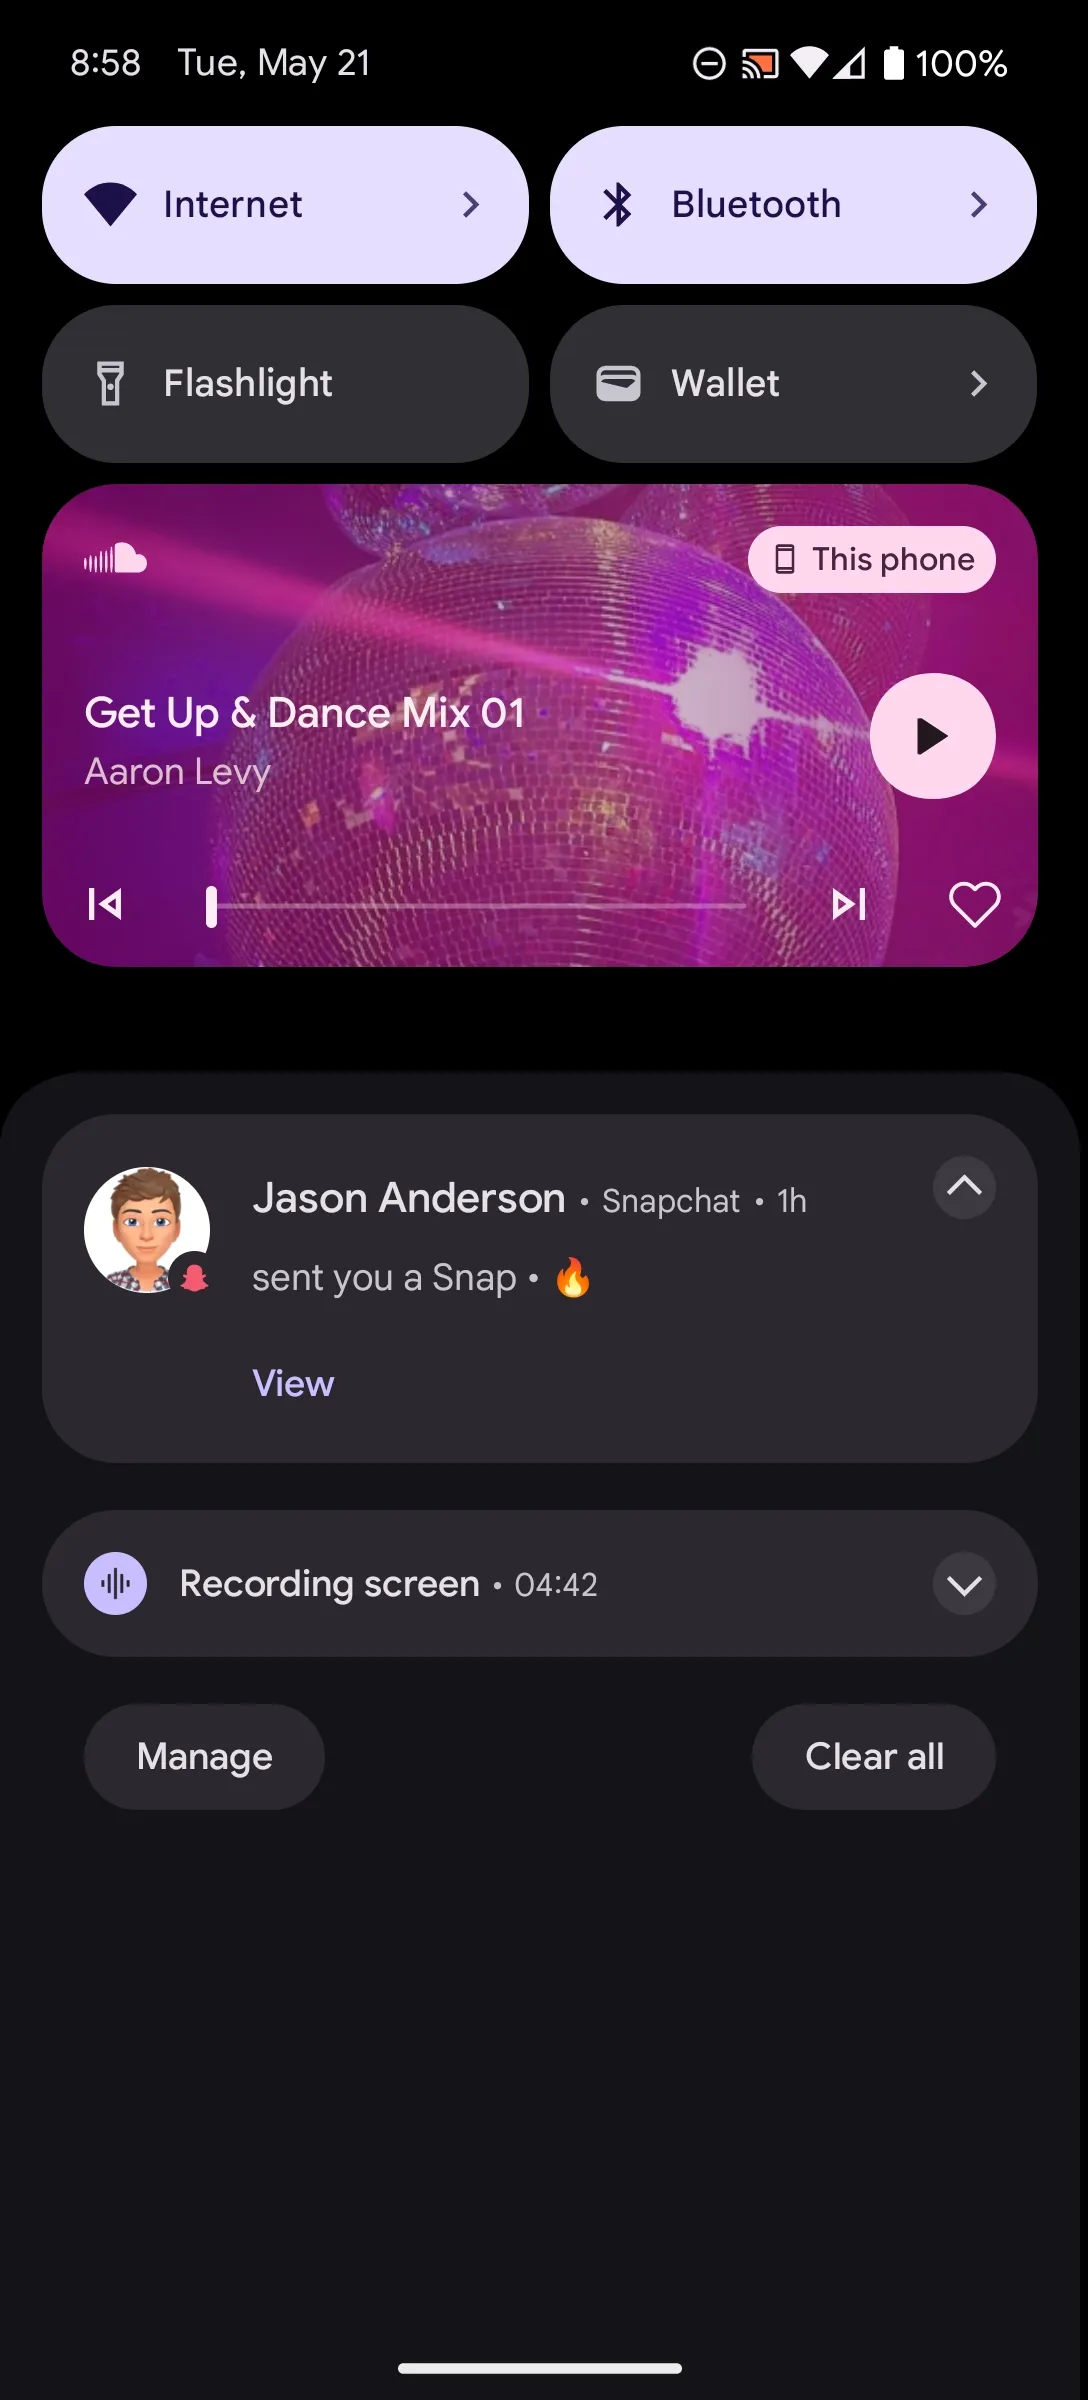 8:58 Tue, May 21 100%
Internet Bluetooth
Flashlight Wallet
This phone
Get Up & Dance Mix 01
Aaron Levy
Jason Anderson • Snapchat • 1h
sent you a Snap • 🔥
View
Recording screen • 04:42
Manage Clear all